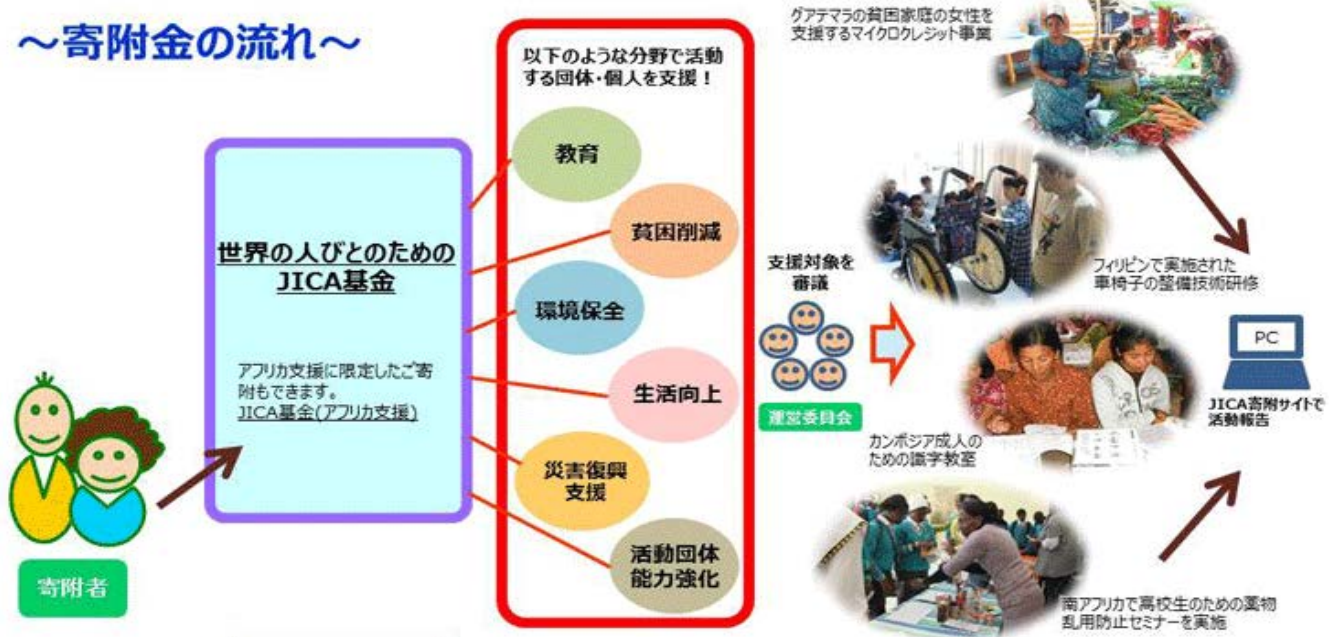 ～寄附金の流れ～
寄附者
世界の人びとのための
JICA基金
アフリカ支援に限定したご寄
附もできます。
JICA基金(アフリカ支援)
以下のような分野で活動
する団体・個人を支援！
教育
貧困削減
環境保全
生活向上
災害復興
支援
活動団体
能力強化
支援対象を
審議
運営委員会
グアテマラの貧困家庭の女性を
支援するマイクロクレジット事業
フィリピンで実施された
車椅子の整備技術研修
カンボジア成人の
ための識字教室
南アフリカで高校生のための薬物
乱用防止セミナーを実施
PC
JICA寄附サイトで
活動報告